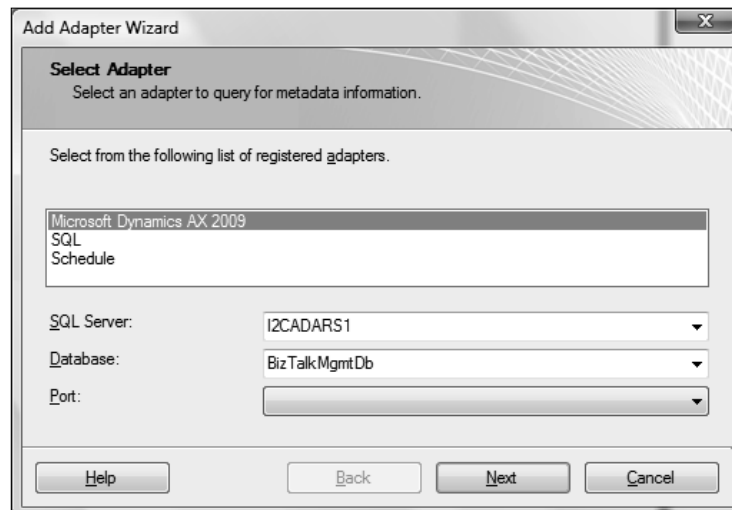 Add Adapter Wizard
Select Adapter
Select an adapter to query for metadata information.
Select from the following list of registered adapters.
Microsoft Dynamics AX 2009
SQL
Schedule
SQL Server: I2CADARS1
Database: BizTalkMgmtDb
Port:
Help Back Next Cancel